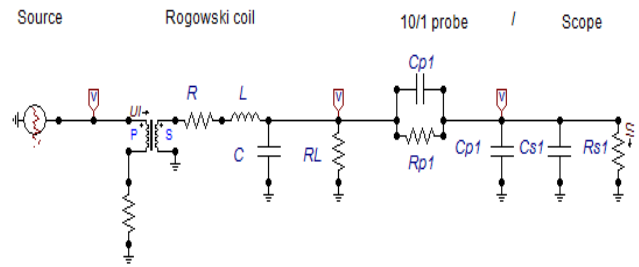 Source Rogowski coil 10/1 probe / Scope
Cp1
V UI R L V V
P S
C RL Rp1 Cp1 Cs1 Rs1